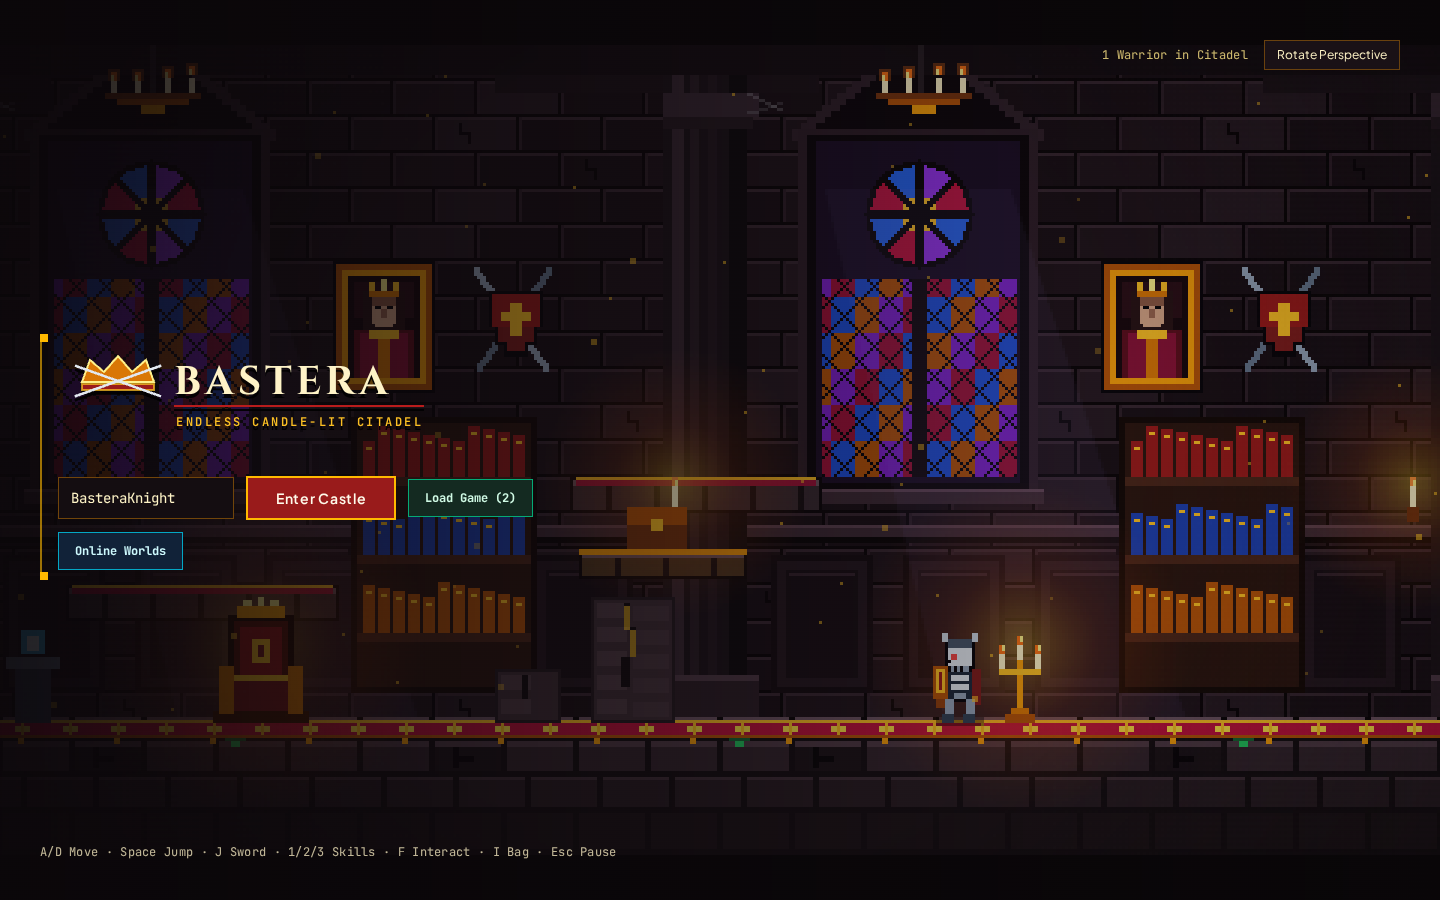 1 Warrior in Citadel
Rotate Perspective
BASTERA
ENDLESS CANDLE-LIT CITADEL
BasteraKnight
Enter Castle
Load Game (2)
Online Worlds
A/D Move · Space Jump · J Sword · 1/2/3 Skills · F Interact · I Bag · Esc Pause